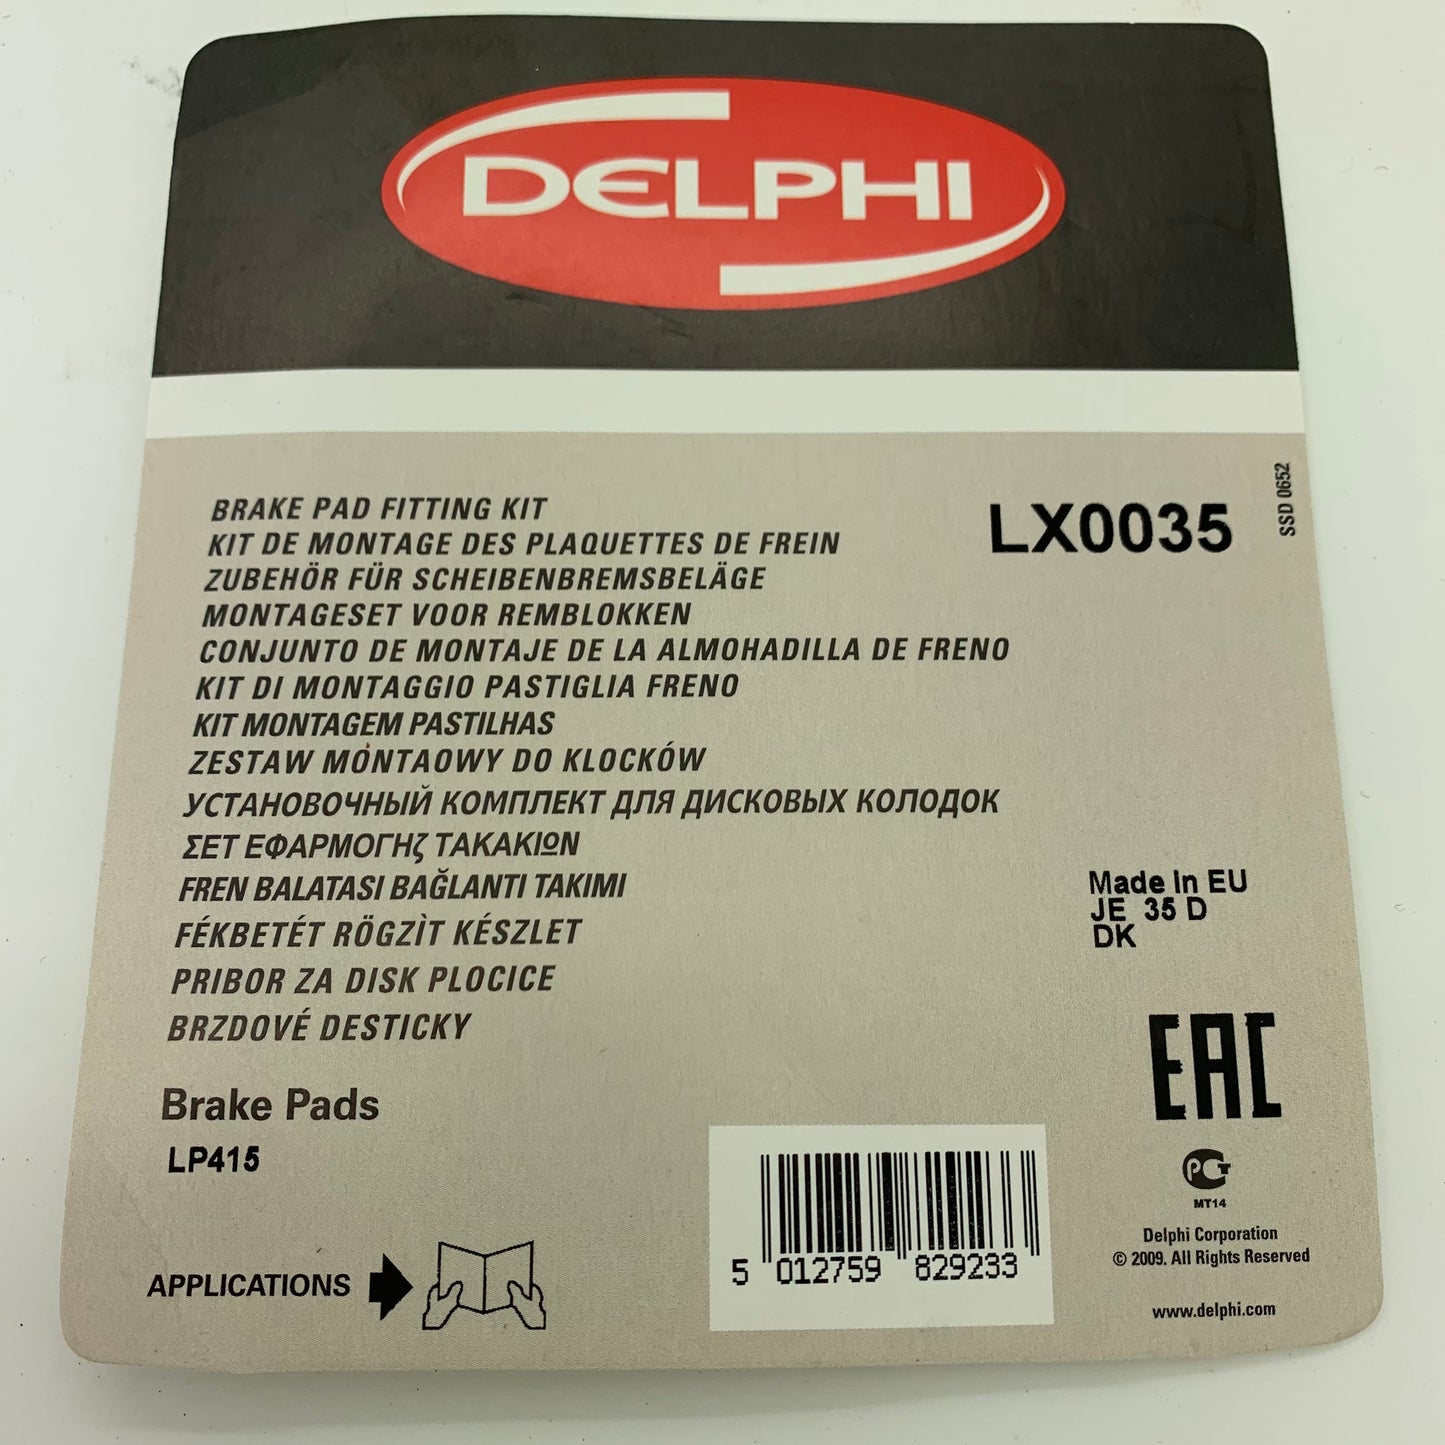 DELPHI
BRAKE PAD FITTING KIT
KIT DE MONTAGE DES PLAQUETTES DE FREIN
ZUBEHÖR FÜR SCHEIBENBREMSBELÄGE
MONTAGESET VOOR REMBLOKKEN
CONJUNTO DE MONTAJE DE LA ALMOHADILLA DE FRENO
KIT DI MONTAGGIO PASTIGLIA FRENO
KIT MONTAGEM PASTILHAS
ZESTAW MONTAOWY DO KLOCKÓW
УСТАНОВОЧНЫЙ КОМПЛЕКТ ДЛЯ ДИСКОВЫХ КОЛОДОК
ΣΕΤ ΕΦΑΡΜΟΓΗς ΤΑΚΑΚΙΩΝ
FREN BALATASI BAĞLANTI TAKIMI
FÉKBETÉT RÖGZÌT KÉSZLET
PRIBOR ZA DISK PLOCICE
BRZDOVÉ DESTICKY
LX0035
SSD 0652
Made in EU
JE 35 D
DK
EAC
Brake Pads
LP415
PCT
MT14
Delphi Corporation
© 2009. All Rights Reserved
www.delphi.com
APPLICATIONS
5 012759 829233